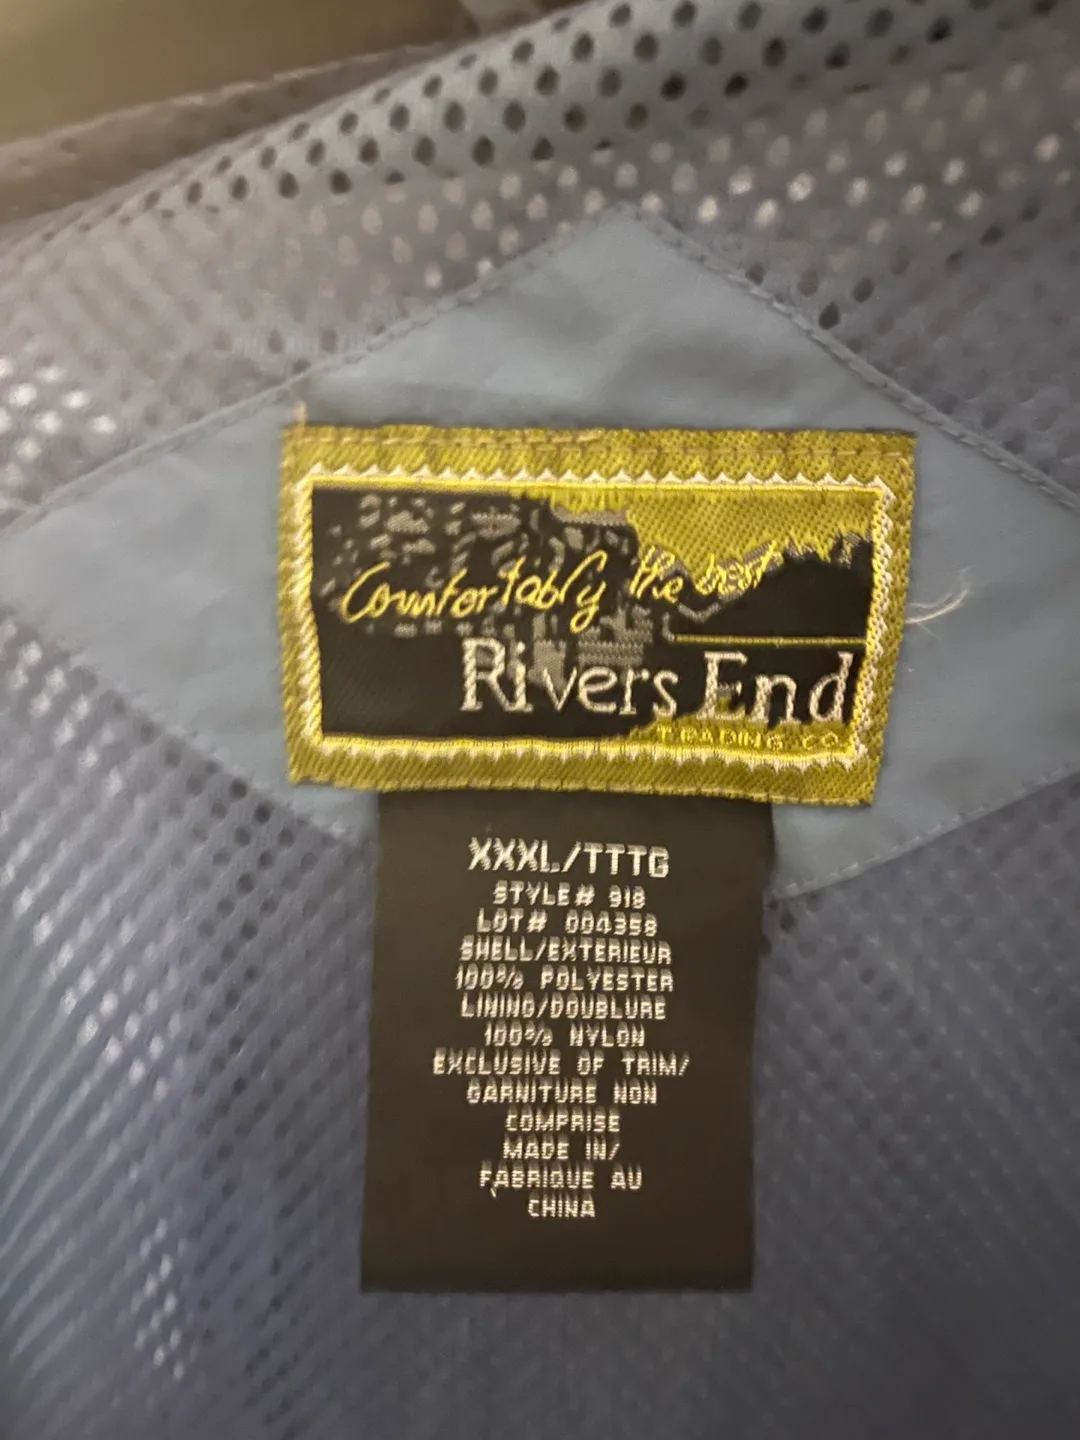 Comfortably the best
Rivers End
TRADING CO.
XXXL/TTTG
STYLE# 918
LOT# 004358
SHELL/EXTERIEUR
100% POLYESTER
LINING/DOUBLURE
100% NYLON
EXCLUSIVE OF TRIM/
GARNITURE NON
COMPRISE
MADE IN/
FABRIQUE AU
CHINA